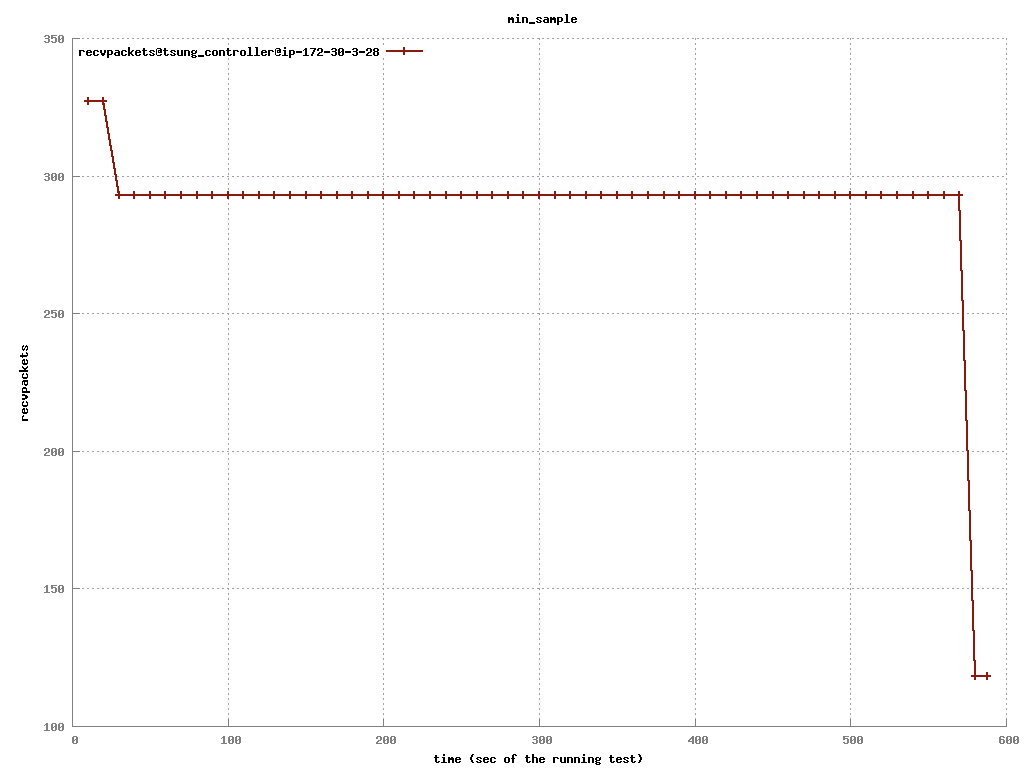 min_sample
recvpackets@tsung_controller@ip-172-30-3-28
350
300
250
200
150
100
recvpackets
0 100 200 300 400 500 600
time (sec of the running test)